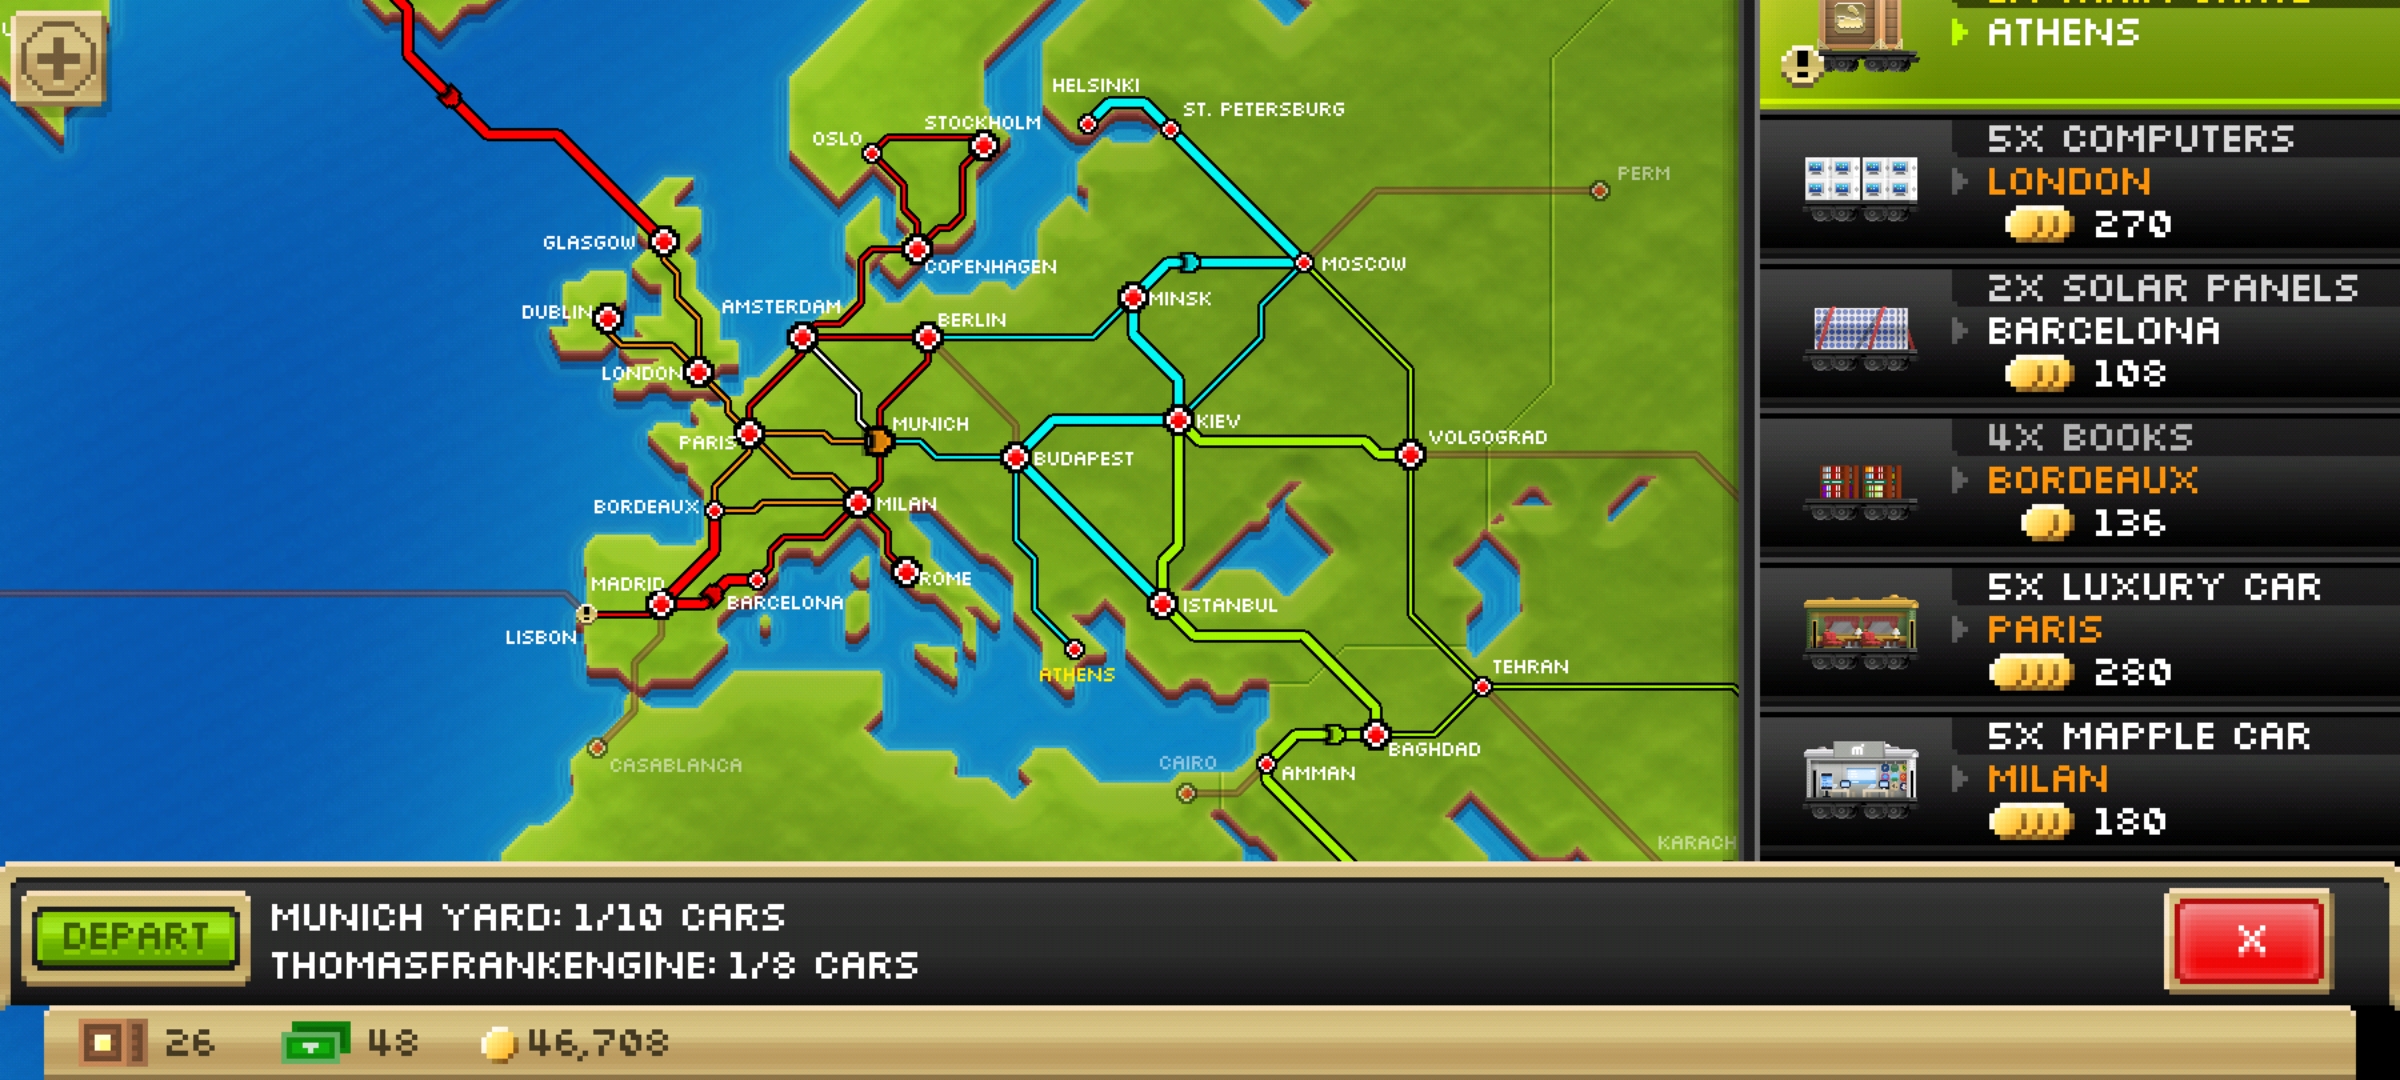 ATHENS
5X COMPUTERS
LONDON
270
2X SOLAR PANELS
BARCELONA
108
4X BOOKS
BORDEAUX
136
5X LUXURY CAR
PARIS
280
5X MAPPLE CAR
MILAN
180
HELSINKI
ST. PETERSBURG
STOCKHOLM
OSLO
PERM
GLASGOW
COPENHAGEN
MOSCOW
MINSK
DUBLIN
AMSTERDAM
BERLIN
LONDON
PARIS
MUNICH
KIEV
VOLGOGRAD
BUDAPEST
BORDEAUX
MILAN
MADRID
ROME
BARCELONA
ISTANBUL
LISBON
ATHENS
TEHRAN
CASABLANCA
CAIRO
AMMAN
BAGHDAD
KARACH
DEPART
MUNICH YARD: 1/10 CARS
THOMASFRANKENGINE: 1/8 CARS
X
26
48
46,708